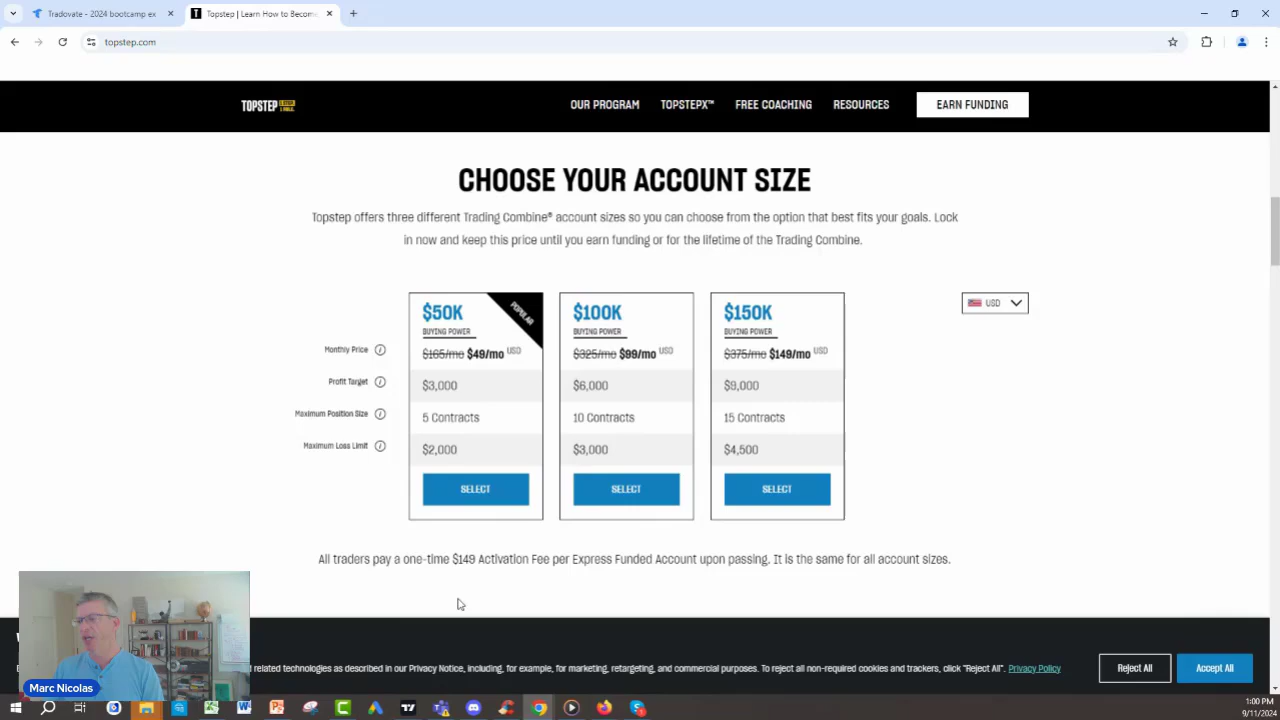 Tradovate - 2024 bootcamp ex
Topstep | Learn How to Become
topstep.com
TOPSTEP
OUR PROGRAM
TOPSTEPX™
FREE COACHING
RESOURCES
EARN FUNDING
CHOOSE YOUR ACCOUNT SIZE
Topstep offers three different Trading Combine® account sizes so you can choose from the option that best fits your goals. Lock
in now and keep this price until you earn funding or for the lifetime of the Trading Combine.
USD
$50K
POPULAR
$100K
$150K
BUYING POWER
BUYING POWER
BUYING POWER
Monthly Price
$165/mo $49/mo USD
$325/mo $99/mo USD
$375/mo $149/mo USD
Profit Target
$3,000
$6,000
$9,000
Maximum Position Size
5 Contracts
10 Contracts
15 Contracts
Maximum Loss Limit
$2,000
$3,000
$4,500
SELECT
SELECT
SELECT
All traders pay a one-time $149 Activation Fee per Express Funded Account upon passing. It is the same for all account sizes.
related technologies as described in our Privacy Notice, including, for example, for marketing, retargeting, and commercial purposes. To reject all non-required cookies and trackers, click "Reject All". Privacy Policy
Reject All
Accept All
Marc Nicolas
1:00 PM
9/11/2024